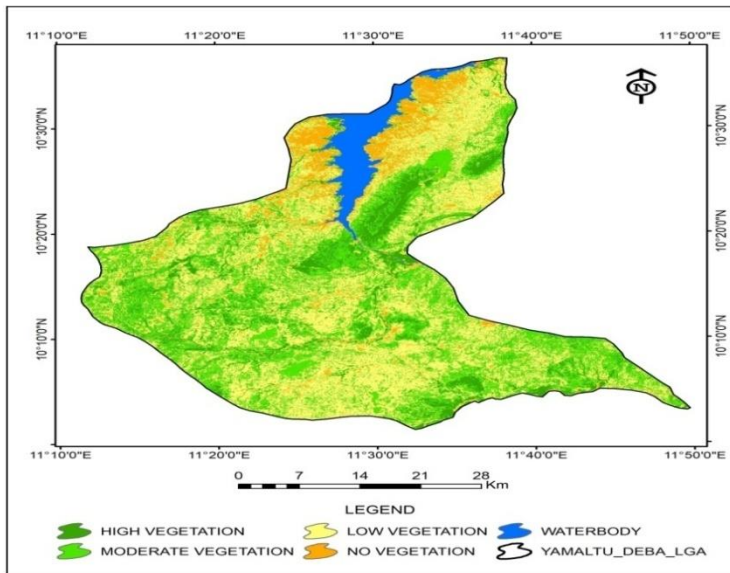 11°10'0"E 11°20'0"E 11°30'0"E 11°40'0"E 11°50'0"E
N
10°30'0"N 10°30'0"N
10°20'0"N 10°20'0"N
10°10'0"N 10°10'0"N
11°10'0"E 11°20'0"E 11°30'0"E 11°40'0"E 11°50'0"E
0 7 14 21 28
Km
LEGEND
HIGH VEGETATION LOW VEGETATION WATERBODY
MODERATE VEGETATION NO VEGETATION YAMALTU_DEBA_LGA